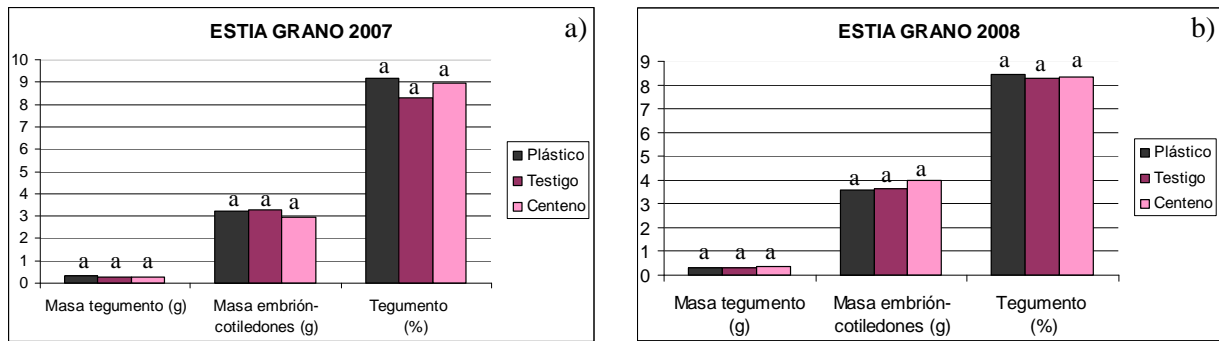 ESTIA GRANO 2007
a)
10
9
8
7
6
5
4
3
2
1
0
a a a
a a a
a a a
Masa tegumento (g)
Masa embrión-
cotiledones (g)
Tegumento
(%)
Plástico
Testigo
Centeno
ESTIA GRANO 2008
b)
9
8
7
6
5
4
3
2
1
0
a a a
a a a
a a a
Masa tegumento
(g)
Masa embrión-
cotiledones (g)
Tegumento
(%)
Plástico
Testigo
Centeno